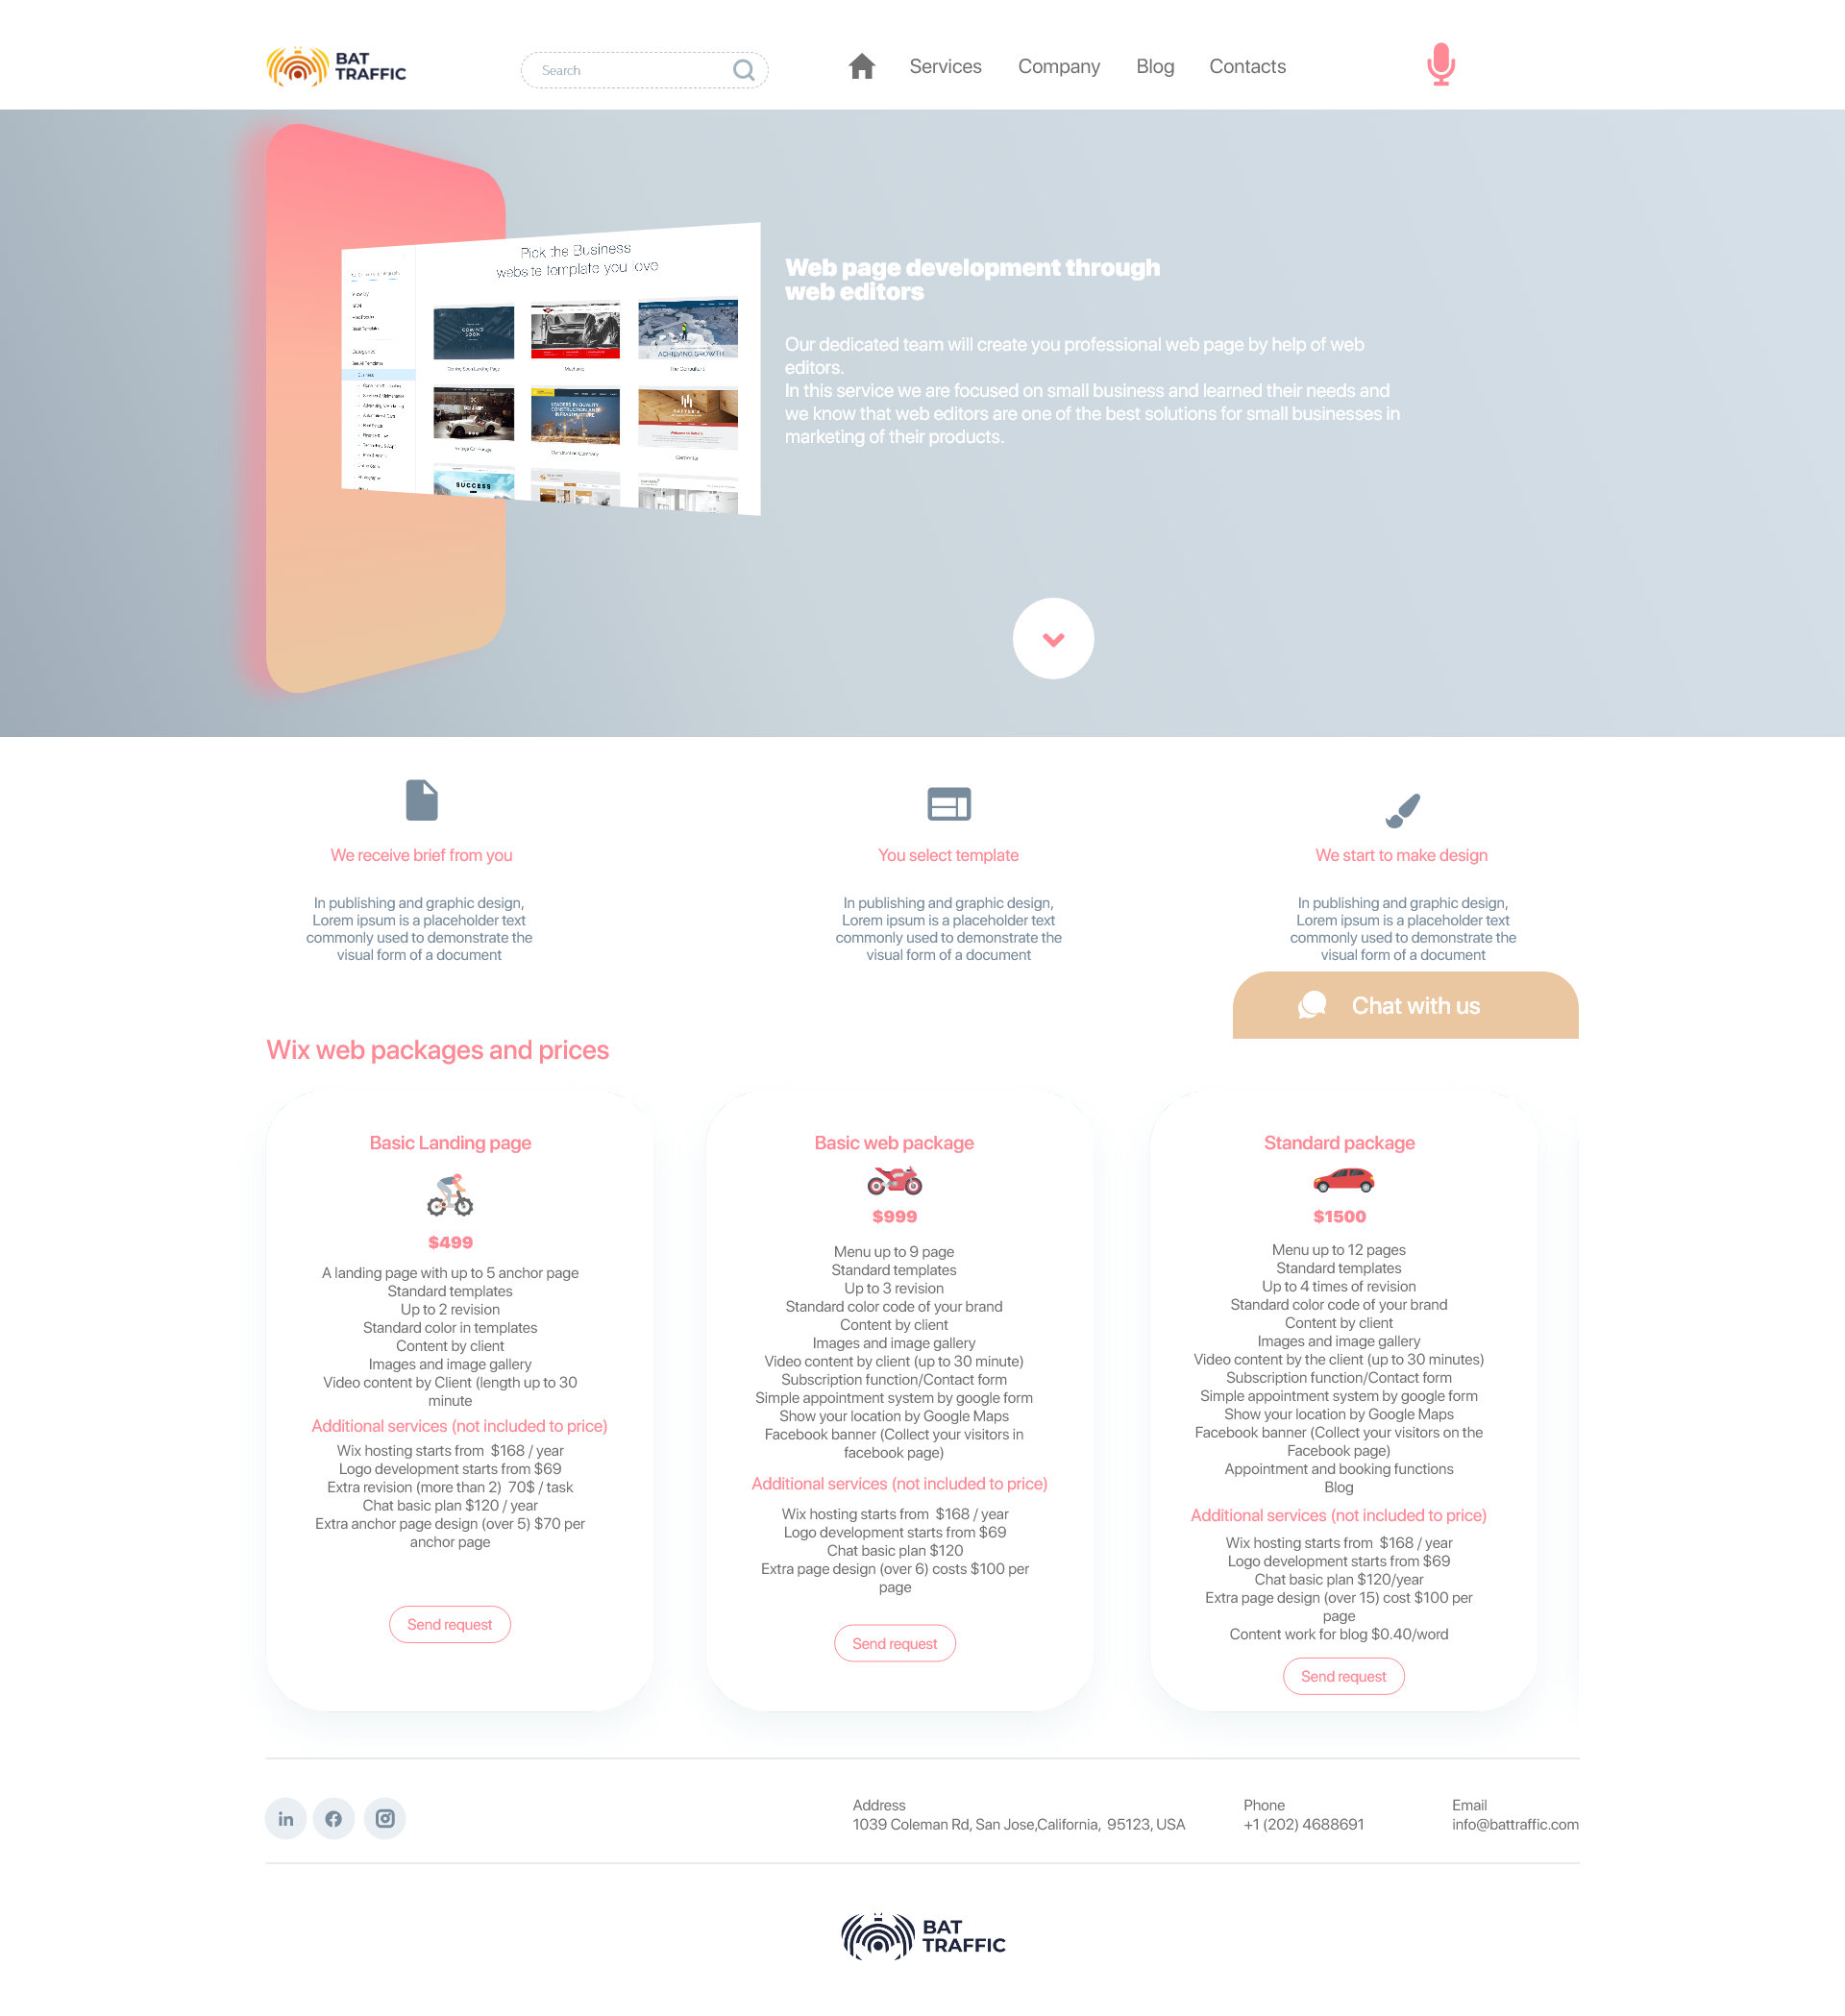 BAT
TRAFFIC
Search
Services
Company
Blog
Contacts
Pick the Business
website template you love
COMING
SOON
ACHIEVING GROWTH
Coming Soon Landing Page
Mechanic
The Consultant
Business
LEADERS IN QUALITY
CONSTRUCTION AND
INFRASTRUCTURE
Construction Company
SUCCESS
Web page development through
web editors
Our dedicated team will create you professional web page by help of web
editors.
In this service we are focused on small business and learned their needs and
we know that web editors are one of the best solutions for small businesses in
marketing of their products.
We receive brief from you
In publishing and graphic design,
Lorem ipsum is a placeholder text
commonly used to demonstrate the
visual form of a document
You select template
In publishing and graphic design,
Lorem ipsum is a placeholder text
commonly used to demonstrate the
visual form of a document
We start to make design
In publishing and graphic design,
Lorem ipsum is a placeholder text
commonly used to demonstrate the
visual form of a document
Chat with us
Wix web packages and prices
Basic Landing page
$499
A landing page with up to 5 anchor page
Standard templates
Up to 2 revision
Standard color in templates
Content by client
Images and image gallery
Video content by Client (length up to 30
minute
Additional services (not included to price)
Wix hosting starts from $168 / year
Logo development starts from $69
Extra revision (more than 2) 70$ / task
Chat basic plan $120 / year
Extra anchor page design (over 5) $70 per
anchor page
Send request
Basic web package
$999
Menu up to 9 page
Standard templates
Up to 3 revision
Standard color code of your brand
Content by client
Images and image gallery
Video content by client (up to 30 minute)
Subscription function/Contact form
Simple appointment system by google form
Show your location by Google Maps
Facebook banner (Collect your visitors in
facebook page)
Additional services (not included to price)
Wix hosting starts from $168 / year
Logo development starts from $69
Chat basic plan $120
Extra page design (over 6) costs $100 per
page
Send request
Standard package
$1500
Menu up to 12 pages
Standard templates
Up to 4 times of revision
Standard color code of your brand
Content by client
Images and image gallery
Video content by the client (up to 30 minutes)
Subscription function/Contact form
Simple appointment system by google form
Show your location by Google Maps
Facebook banner (Collect your visitors on the
Facebook page)
Appointment and booking functions
Blog
Additional services (not included to price)
Wix hosting starts from $168 / year
Logo development starts from $69
Chat basic plan $120/year
Extra page design (over 15) cost $100 per
page
Content work for blog $0.40/word
Send request
in
Address
1039 Coleman Rd, San Jose,California, 95123, USA
Phone
+1 (202) 4688691
Email
info@battraffic.com
BAT
TRAFFIC